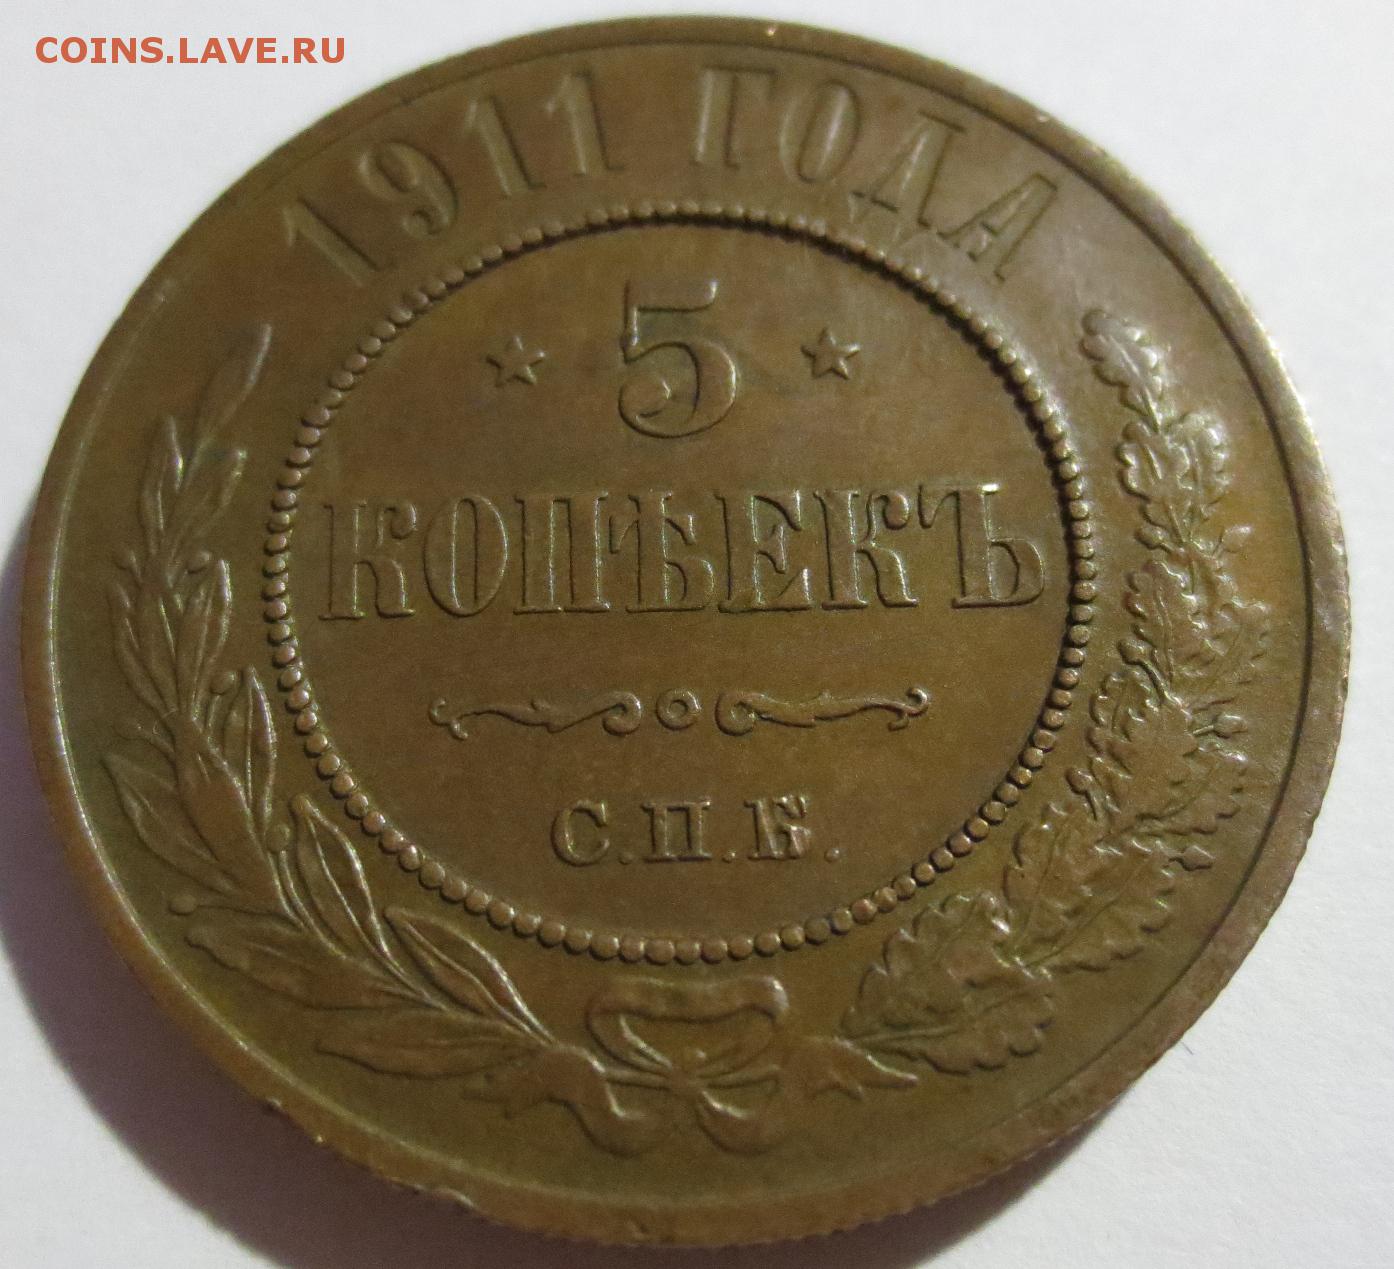 COINS.LAVE.RU
1911 ГОДА
5
КОПѢЕКЪ
С.П.Б.